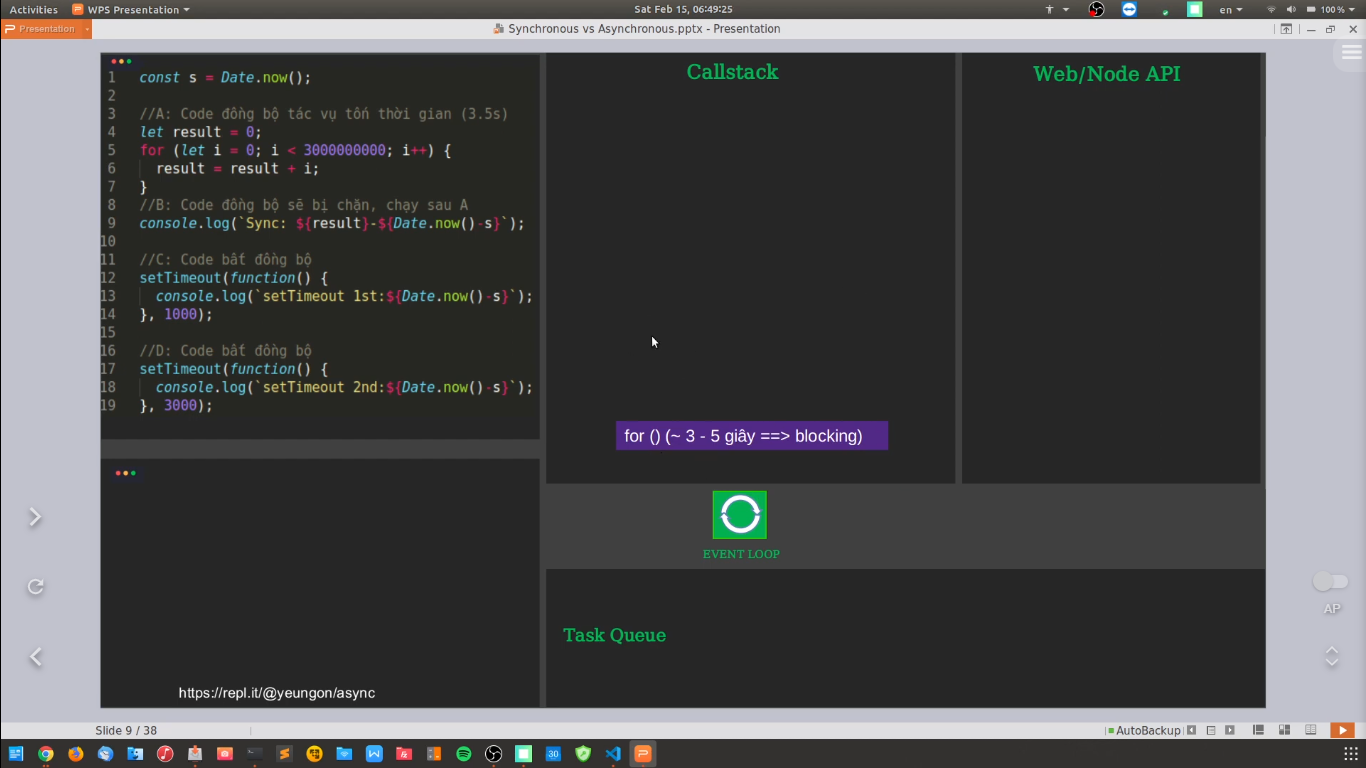 Activities WPS Presentation Sat Feb 15, 06:49:25 en 100 %
Presentation Synchronous vs Asynchronous.pptx - Presentation
1 const s = Date.now();
2
3 //A: Code đồng bộ tác vụ tốn thời gian (3.5s)
4 let result = 0;
5 for (let i = 0; i < 3000000000; i++) {
6 result = result + i;
7 }
8 //B: Code đồng bộ sẽ bị chặn, chạy sau A
9 console.log(`Sync: ${result}-${Date.now()-s}`);
10
11 //C: Code bất đồng bộ
12 setTimeout(function() {
13 console.log(`setTimeout 1st:${Date.now()-s}`);
14 }, 1000);
15
16 //D: Code bất đồng bộ
17 setTimeout(function() {
18 console.log(`setTimeout 2nd:${Date.now()-s}`);
19 }, 3000);
https://repl.it/@yeungon/async
Callstack
for () (~ 3 - 5 giây ==> blocking)
Web/Node API
EVENT LOOP
Task Queue
AP
Slide 9 / 38
AutoBackup
30